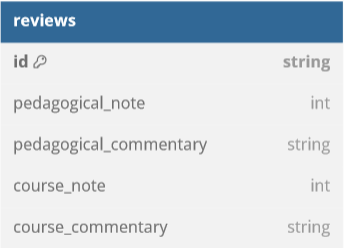 reviews
id string
pedagogical_note int
pedagogical_commentary string
course_note int
course_commentary string